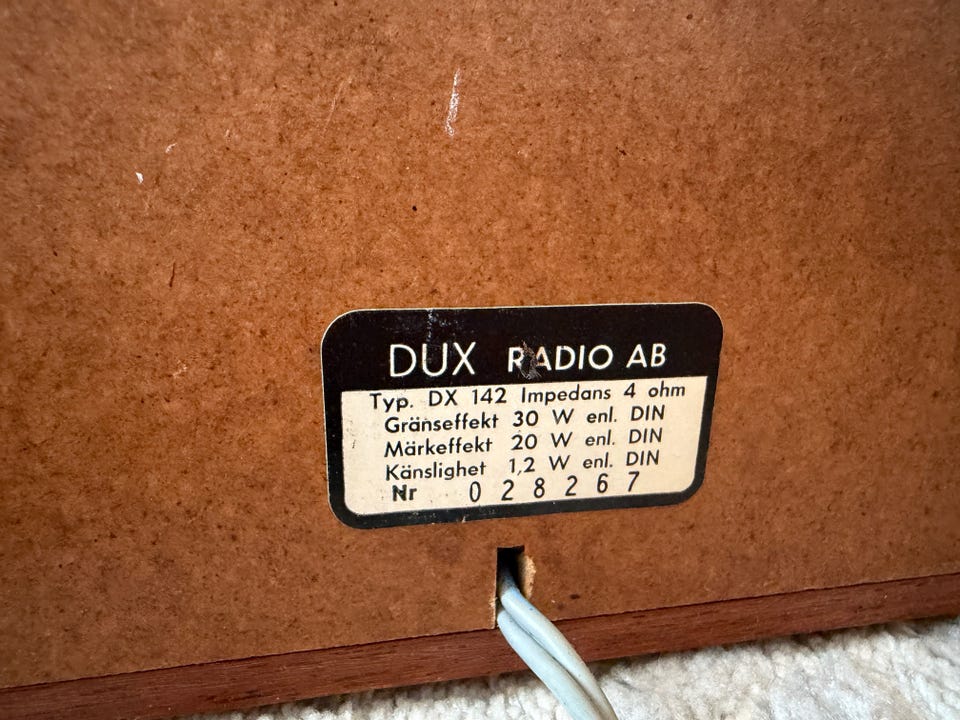 DUX RADIO AB
Typ. DX 142 Impedans 4 ohm
Gränseffekt 30 W enl. DIN
Märkeffekt 20 W enl. DIN
Känslighet 1,2 W enl. DIN
Nr 028267